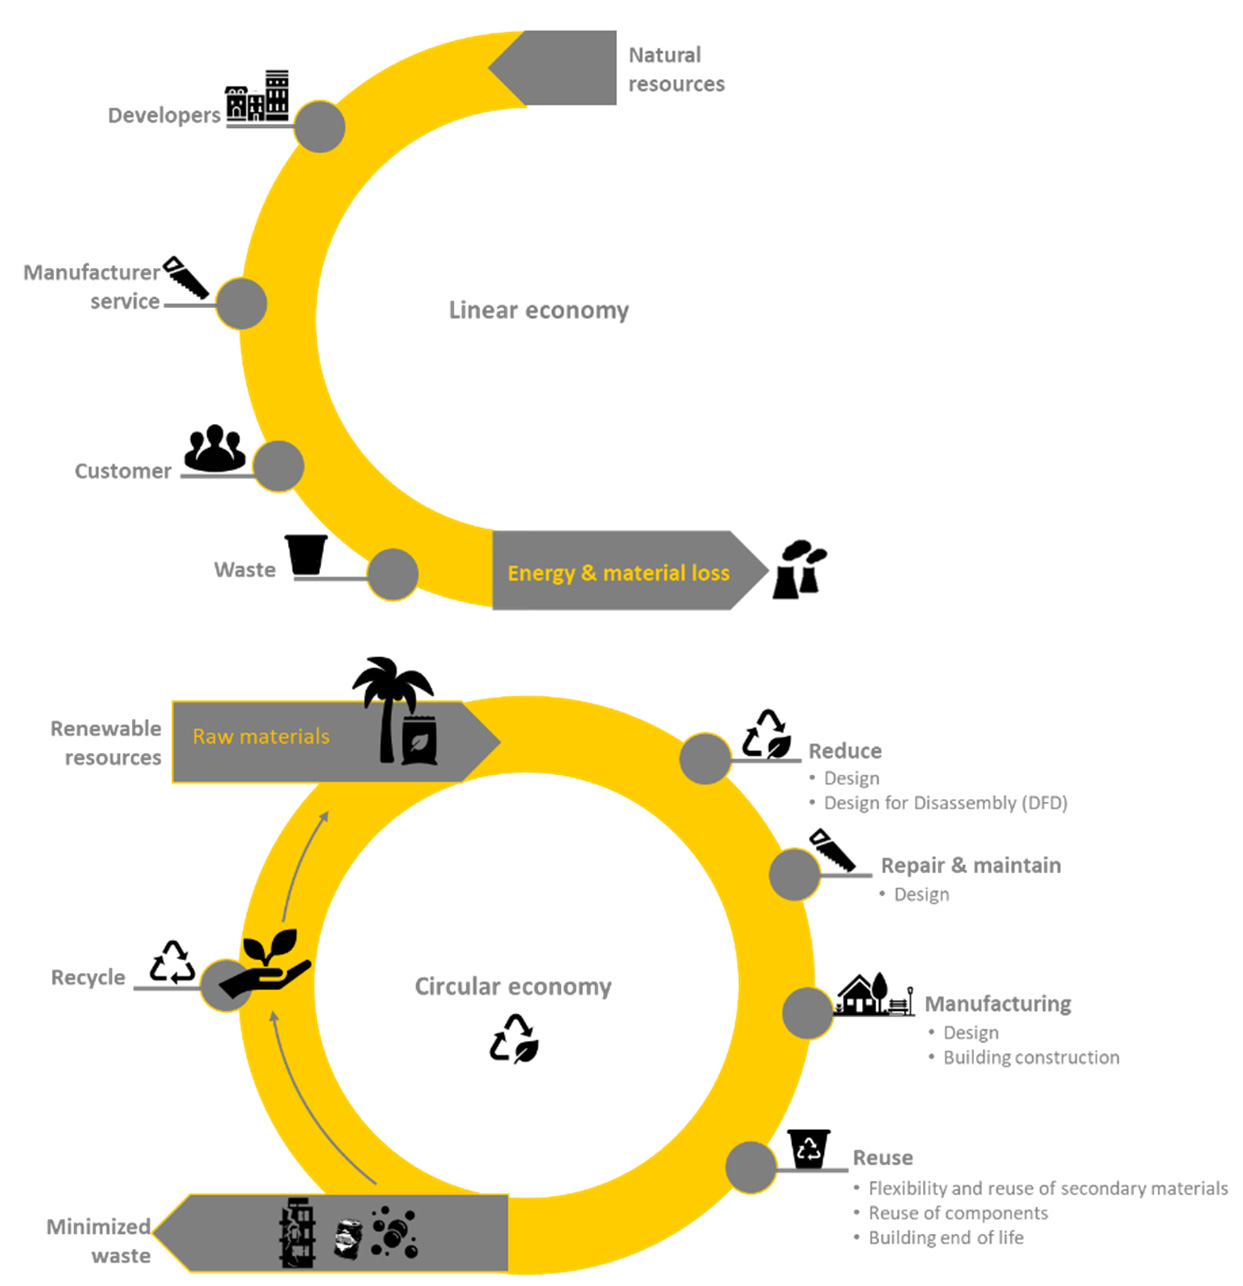 Natural
resources
Developers
Manufacturer
service
Linear economy
Customer
Waste
Energy & material loss
Renewable
resources
Raw materials
Reduce
• Design
• Design for Disassembly (DFD)
Repair & maintain
• Design
Recycle
Circular economy
Manufacturing
• Design
• Building construction
Reuse
• Flexibility and reuse of secondary materials
• Reuse of components
• Building end of life
Minimized
waste